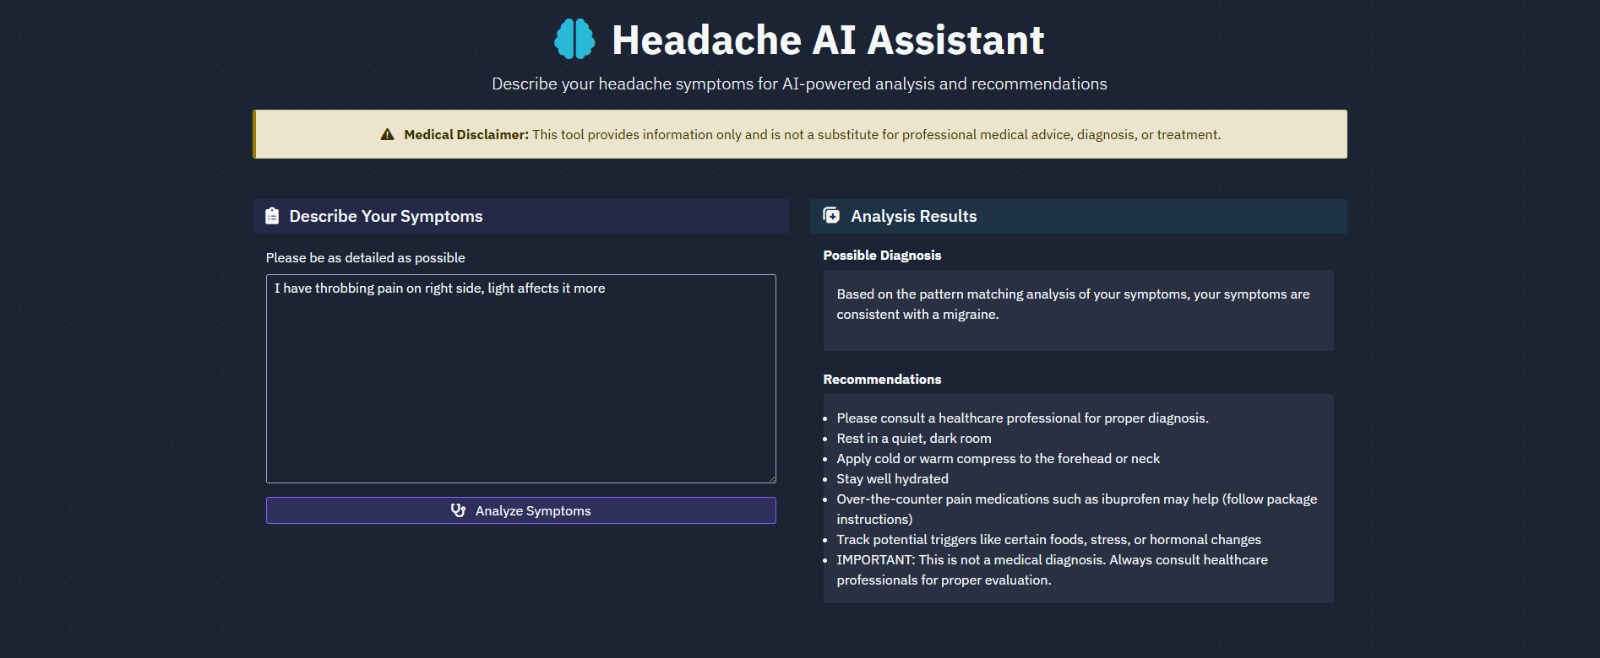 Headache AI Assistant
Describe your headache symptoms for AI-powered analysis and recommendations
Medical Disclaimer: This tool provides information only and is not a substitute for professional medical advice, diagnosis, or treatment.
Describe Your Symptoms
Please be as detailed as possible
I have throbbing pain on right side, light affects it more
Analyze Symptoms
Analysis Results
Possible Diagnosis
Based on the pattern matching analysis of your symptoms, your symptoms are
consistent with a migraine.
Recommendations
• Please consult a healthcare professional for proper diagnosis.
• Rest in a quiet, dark room
• Apply cold or warm compress to the forehead or neck
• Stay well hydrated
• Over-the-counter pain medications such as ibuprofen may help (follow package
instructions)
• Track potential triggers like certain foods, stress, or hormonal changes
• IMPORTANT: This is not a medical diagnosis. Always consult healthcare
professionals for proper evaluation.